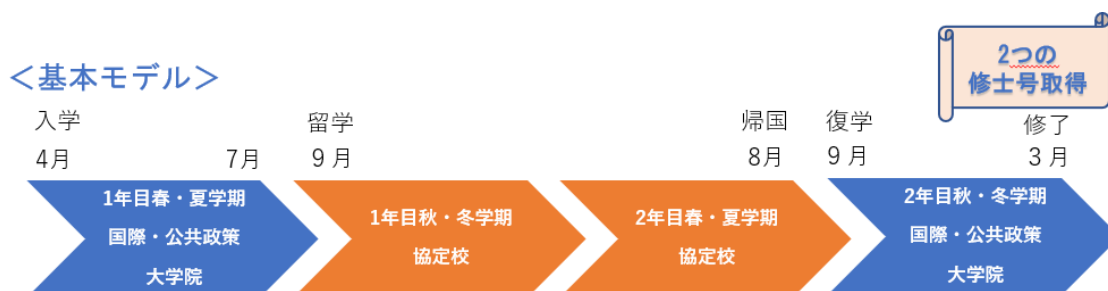 2つの
修士号取得
＜基本モデル＞
入学 留学 帰国 復学 修了
4月 7月 9月 8月 9月 3月
1年目春・夏学期
国際・公共政策
大学院
1年目秋・冬学期
協定校
2年目春・夏学期
協定校
2年目秋・冬学期
国際・公共政策
大学院